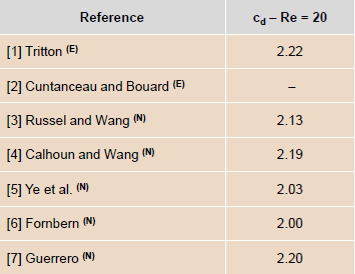 Reference c_d – Re = 20
[1] Tritton (E) 2.22
[2] Cuntanceau and Bouard (E) –
[3] Russel and Wang (N) 2.13
[4] Calhoun and Wang (N) 2.19
[5] Ye et al. (N) 2.03
[6] Fornbern (N) 2.00
[7] Guerrero (N) 2.20